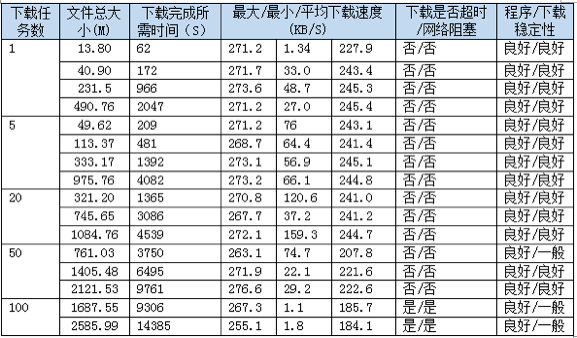 下载任务数 文件总大小(M) 下载完成所需时间（S） 最大/最小/平均下载速度(KB/S) 下载是否超时/网络阻塞 程序/下载稳定性
1 13.80 62 271.2 1.34 227.9 否/否 良好/良好
40.90 172 271.7 33.0 243.4 否/否 良好/良好
231.5 966 273.6 48.7 245.3 否/否 良好/良好
490.76 2047 271.2 27.0 245.4 否/否 良好/良好
5 49.62 209 271.2 76 243.1 否/否 良好/良好
113.37 481 268.7 64.4 241.4 否/否 良好/良好
333.17 1392 273.1 56.9 245.1 否/否 良好/良好
975.76 4082 273.2 66.1 244.8 否/否 良好/良好
20 321.20 1365 270.8 120.6 241.0 否/否 良好/良好
745.65 3086 267.7 37.2 241.2 否/否 良好/良好
1084.76 4539 272.1 159.3 244.7 否/否 良好/良好
50 761.03 3750 263.1 74.7 207.8 否/否 良好/一般
1405.48 6495 271.9 22.1 221.6 否/否 良好/良好
2121.53 9761 276.6 29.2 222.6 否/否 良好/良好
100 1687.55 9306 267.3 1.1 185.7 是/是 良好/一般
2585.99 14385 255.1 1.8 184.1 是/是 良好/一般